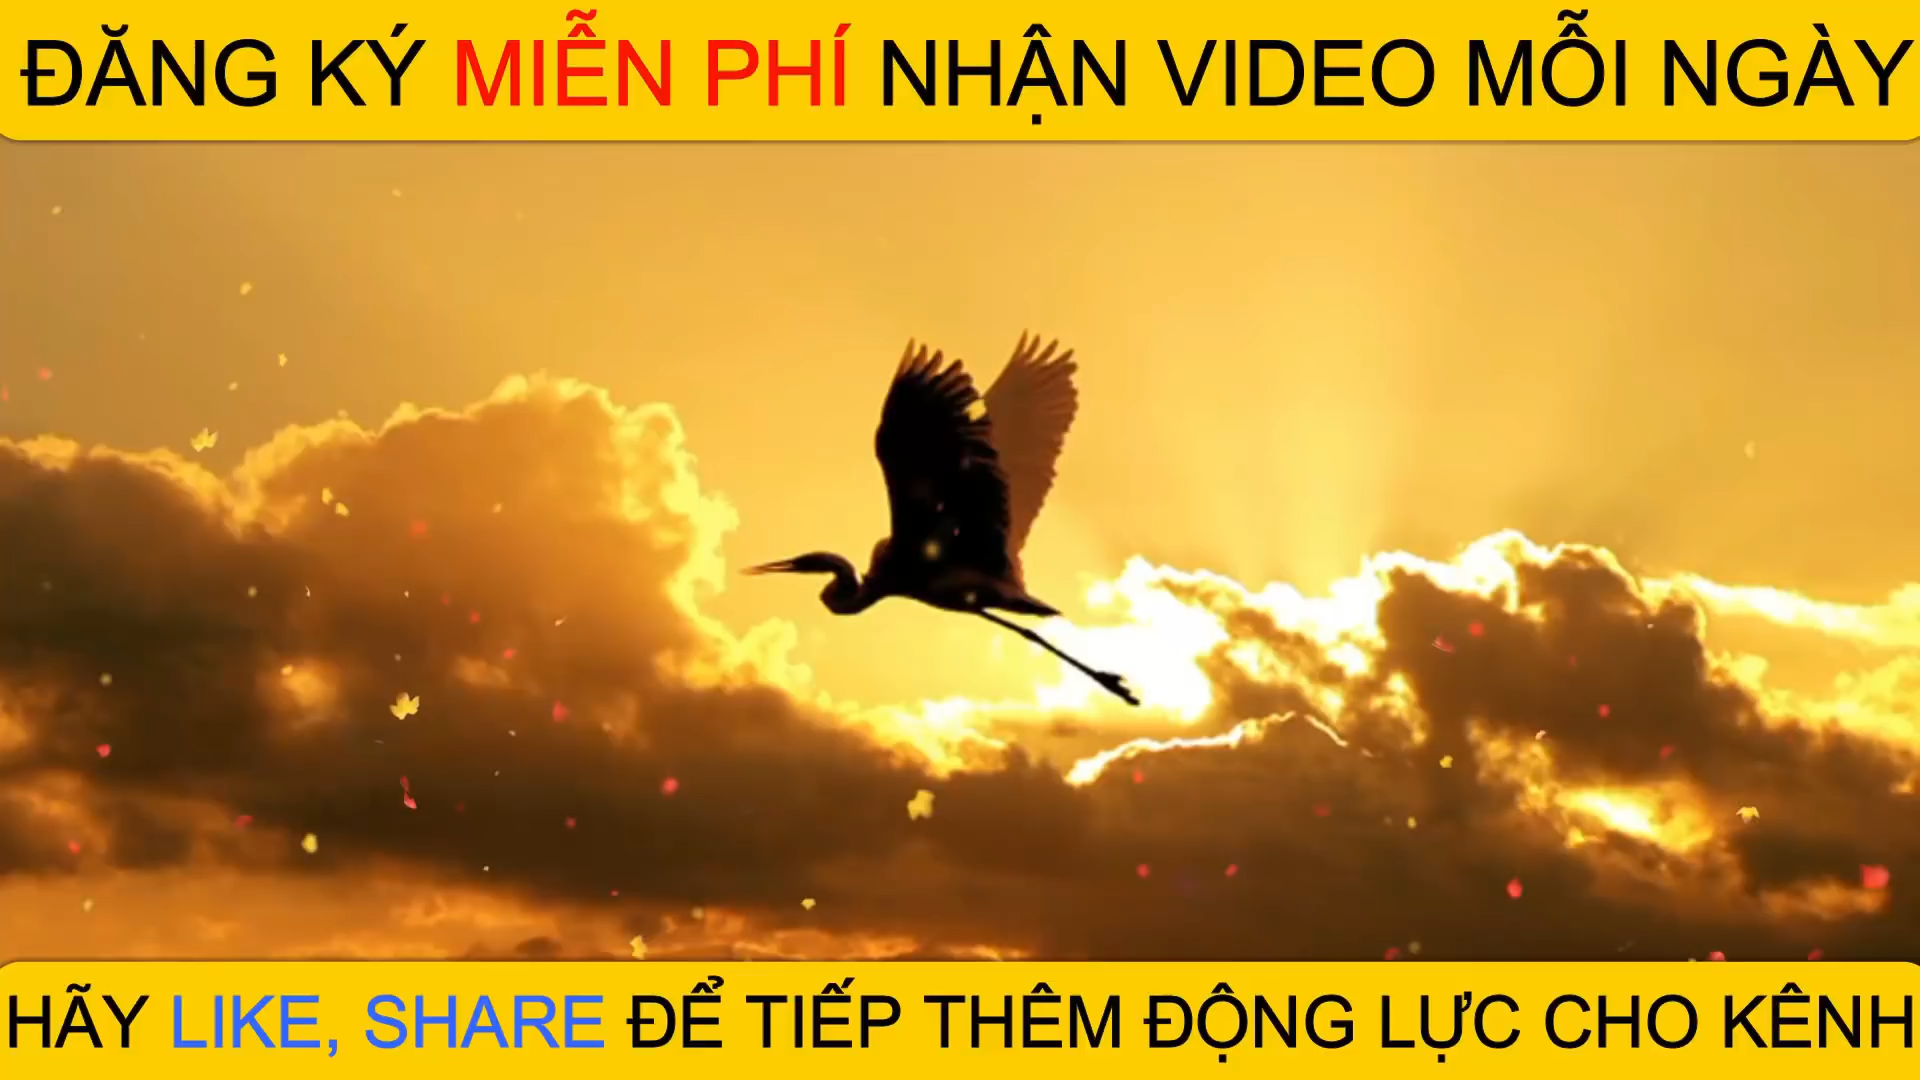 ĐĂNG KÝ MIỄN PHÍ NHẬN VIDEO MỖI NGÀY
HÃY LIKE, SHARE ĐỂ TIẾP THÊM ĐỘNG LỰC CHO KÊNH